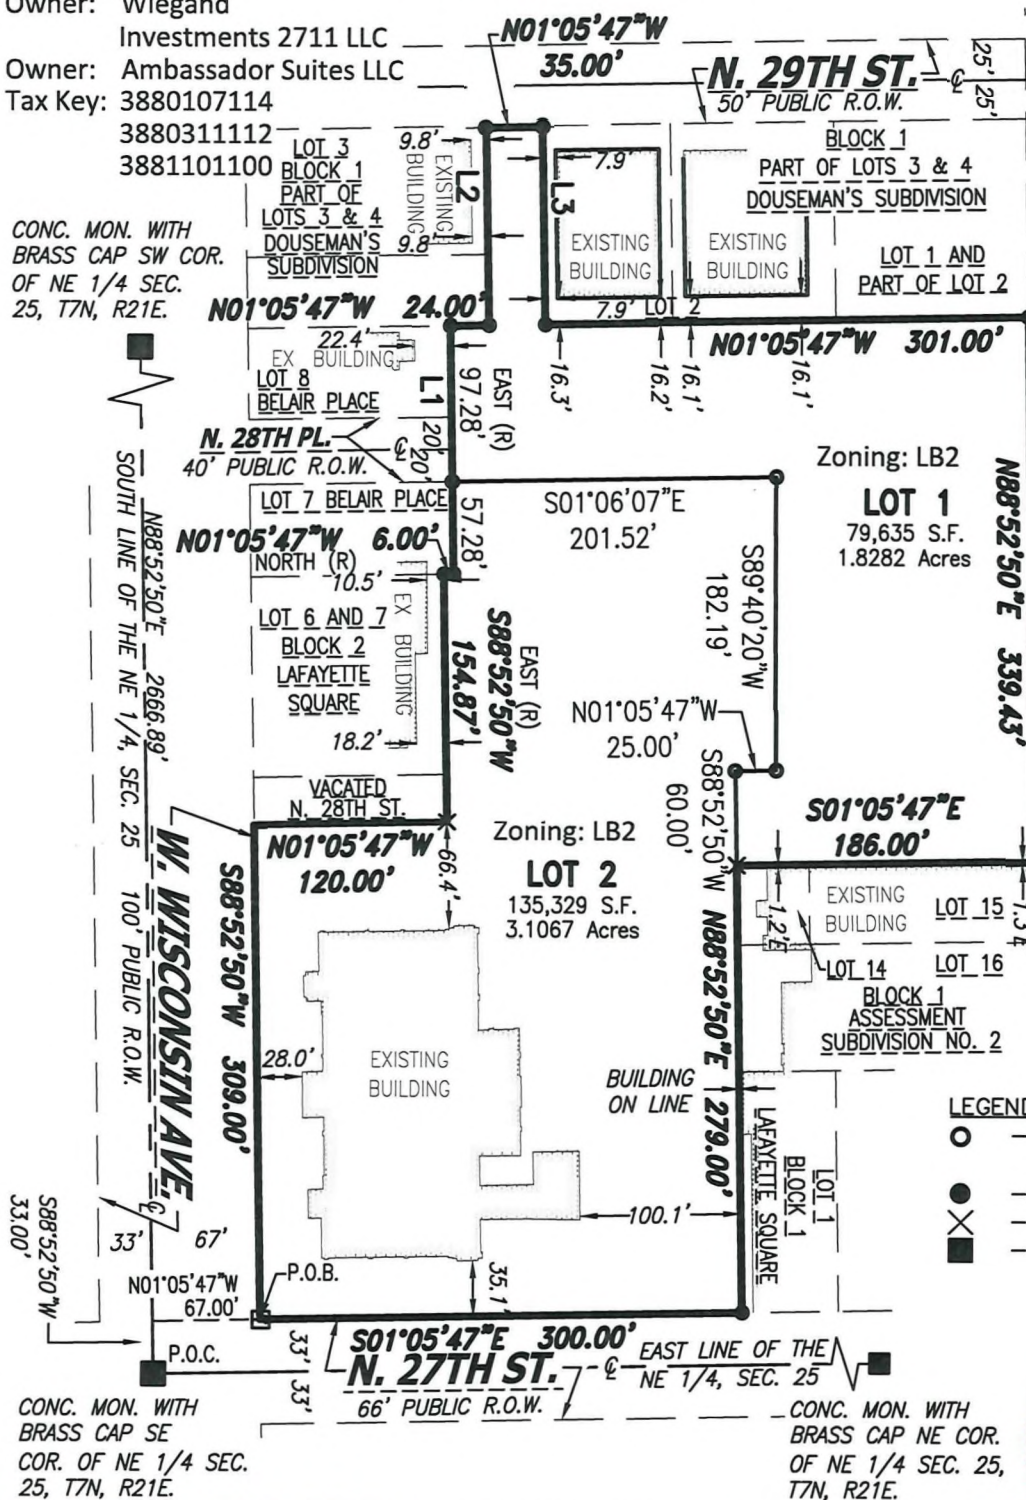 Owner: Wiegand
Investments 2711 LLC
Owner: Ambassador Suites LLC
Tax Key: 3880107114
3880311112
3881101100
N01°05'47"W
35.00'
N. 29TH ST.
50' PUBLIC R.O.W.
25' 25'
LOT 3
BLOCK 1
PART OF
LOTS 3 & 4
DOUSEMAN'S
SUBDIVISION
9.8'
EXISTING
BUILDING
9.8'
L2
L3
7.9'
EXISTING
BUILDING
7.9'
LOT 2
EXISTING
BUILDING
BLOCK 1
PART OF LOTS 3 & 4
DOUSEMAN'S SUBDIVISION
LOT 1 AND
PART OF LOT 2
CONC. MON. WITH
BRASS CAP SW COR.
OF NE 1/4 SEC.
25, T7N, R21E.
N01°05'47"W 24.00'
N01°05'47"W 301.00'
16.3'
16.2'
16.1'
16.1'
22.4'
EX BUILDING
LOT 8
BELAIR PLACE
L1
EAST (R)
97.28'
N. 28TH PL.
40' PUBLIC R.O.W.
20'
20'
LOT 7 BELAIR PLACE
57.28'
S01°06'07"E
201.52'
Zoning: LB2
LOT 1
79,635 S.F.
1.8282 Acres
N88°52'50"E 339.43'
S89°40'20"W
182.19'
N01°05'47"W 6.00'
NORTH (R)
10.5'
LOT 6 AND 7
BLOCK 2
LAFAYETTE
SQUARE
EX BUILDING
18.2'
EAST (R)
S88°52'50"W
154.87'
N01°05'47"W
25.00'
S88°52'50"W
60.00'
N88°52'50"E 2666.89'
SOUTH LINE OF THE NE 1/4, SEC. 25 100' PUBLIC R.O.W.
VACATED
N. 28TH ST.
N01°05'47"W
120.00'
66.4'
Zoning: LB2
LOT 2
135,329 S.F.
3.1067 Acres
S01°05'47"E
186.00'
EXISTING
BUILDING
1.2'E
LOT 15
LOT 14
LOT 16
BLOCK 1
ASSESSMENT
SUBDIVISION NO. 2
W. WISCONSIN AVE.
S88°52'50"W 309.00'
28.0'
EXISTING
BUILDING
BUILDING
ON LINE
N88°52'50"E 279.00'
LAFAYETTE SQUARE
BLOCK 1
LOT 1
LEGEND
100.1'
35.1'
S88°52'50"W
33.00'
33'
67'
N01°05'47"W
67.00'
P.O.B.
P.O.C.
33'
33'
S01°05'47"E 300.00'
N. 27TH ST.
66' PUBLIC R.O.W.
EAST LINE OF THE
NE 1/4, SEC. 25
CONC. MON. WITH
BRASS CAP SE
COR. OF NE 1/4 SEC.
25, T7N, R21E.
CONC. MON. WITH
BRASS CAP NE COR.
OF NE 1/4 SEC. 25,
T7N, R21E.